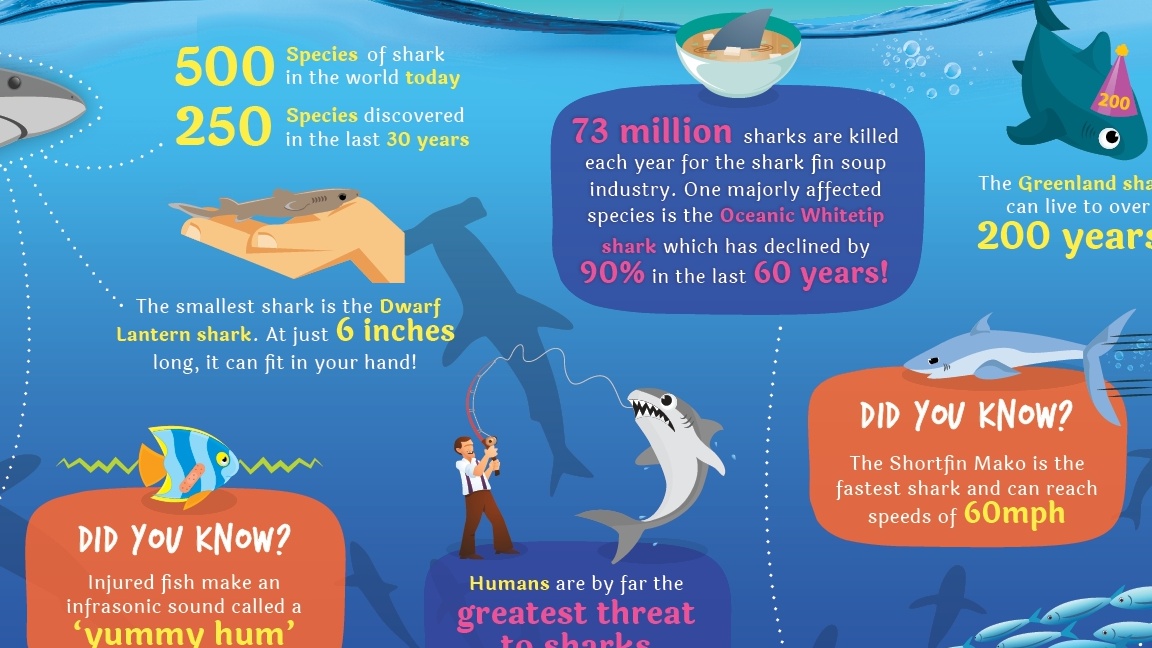 500 Species of shark
in the world today
250 Species discovered
in the last 30 years
The smallest shark is the Dwarf
Lantern shark. At just 6 inches
long, it can fit in your hand!
DID YOU KNOW?
Injured fish make an
infrasonic sound called a
‘yummy hum’
73 million sharks are killed
each year for the shark fin soup
industry. One majorly affected
species is the Oceanic Whitetip
shark which has declined by
90% in the last 60 years!
Humans are by far the
greatest threat
to sharks
200
The Greenland sha
can live to over
200 years
DID YOU KNOW?
The Shortfin Mako is the
fastest shark and can reach
speeds of 60mph